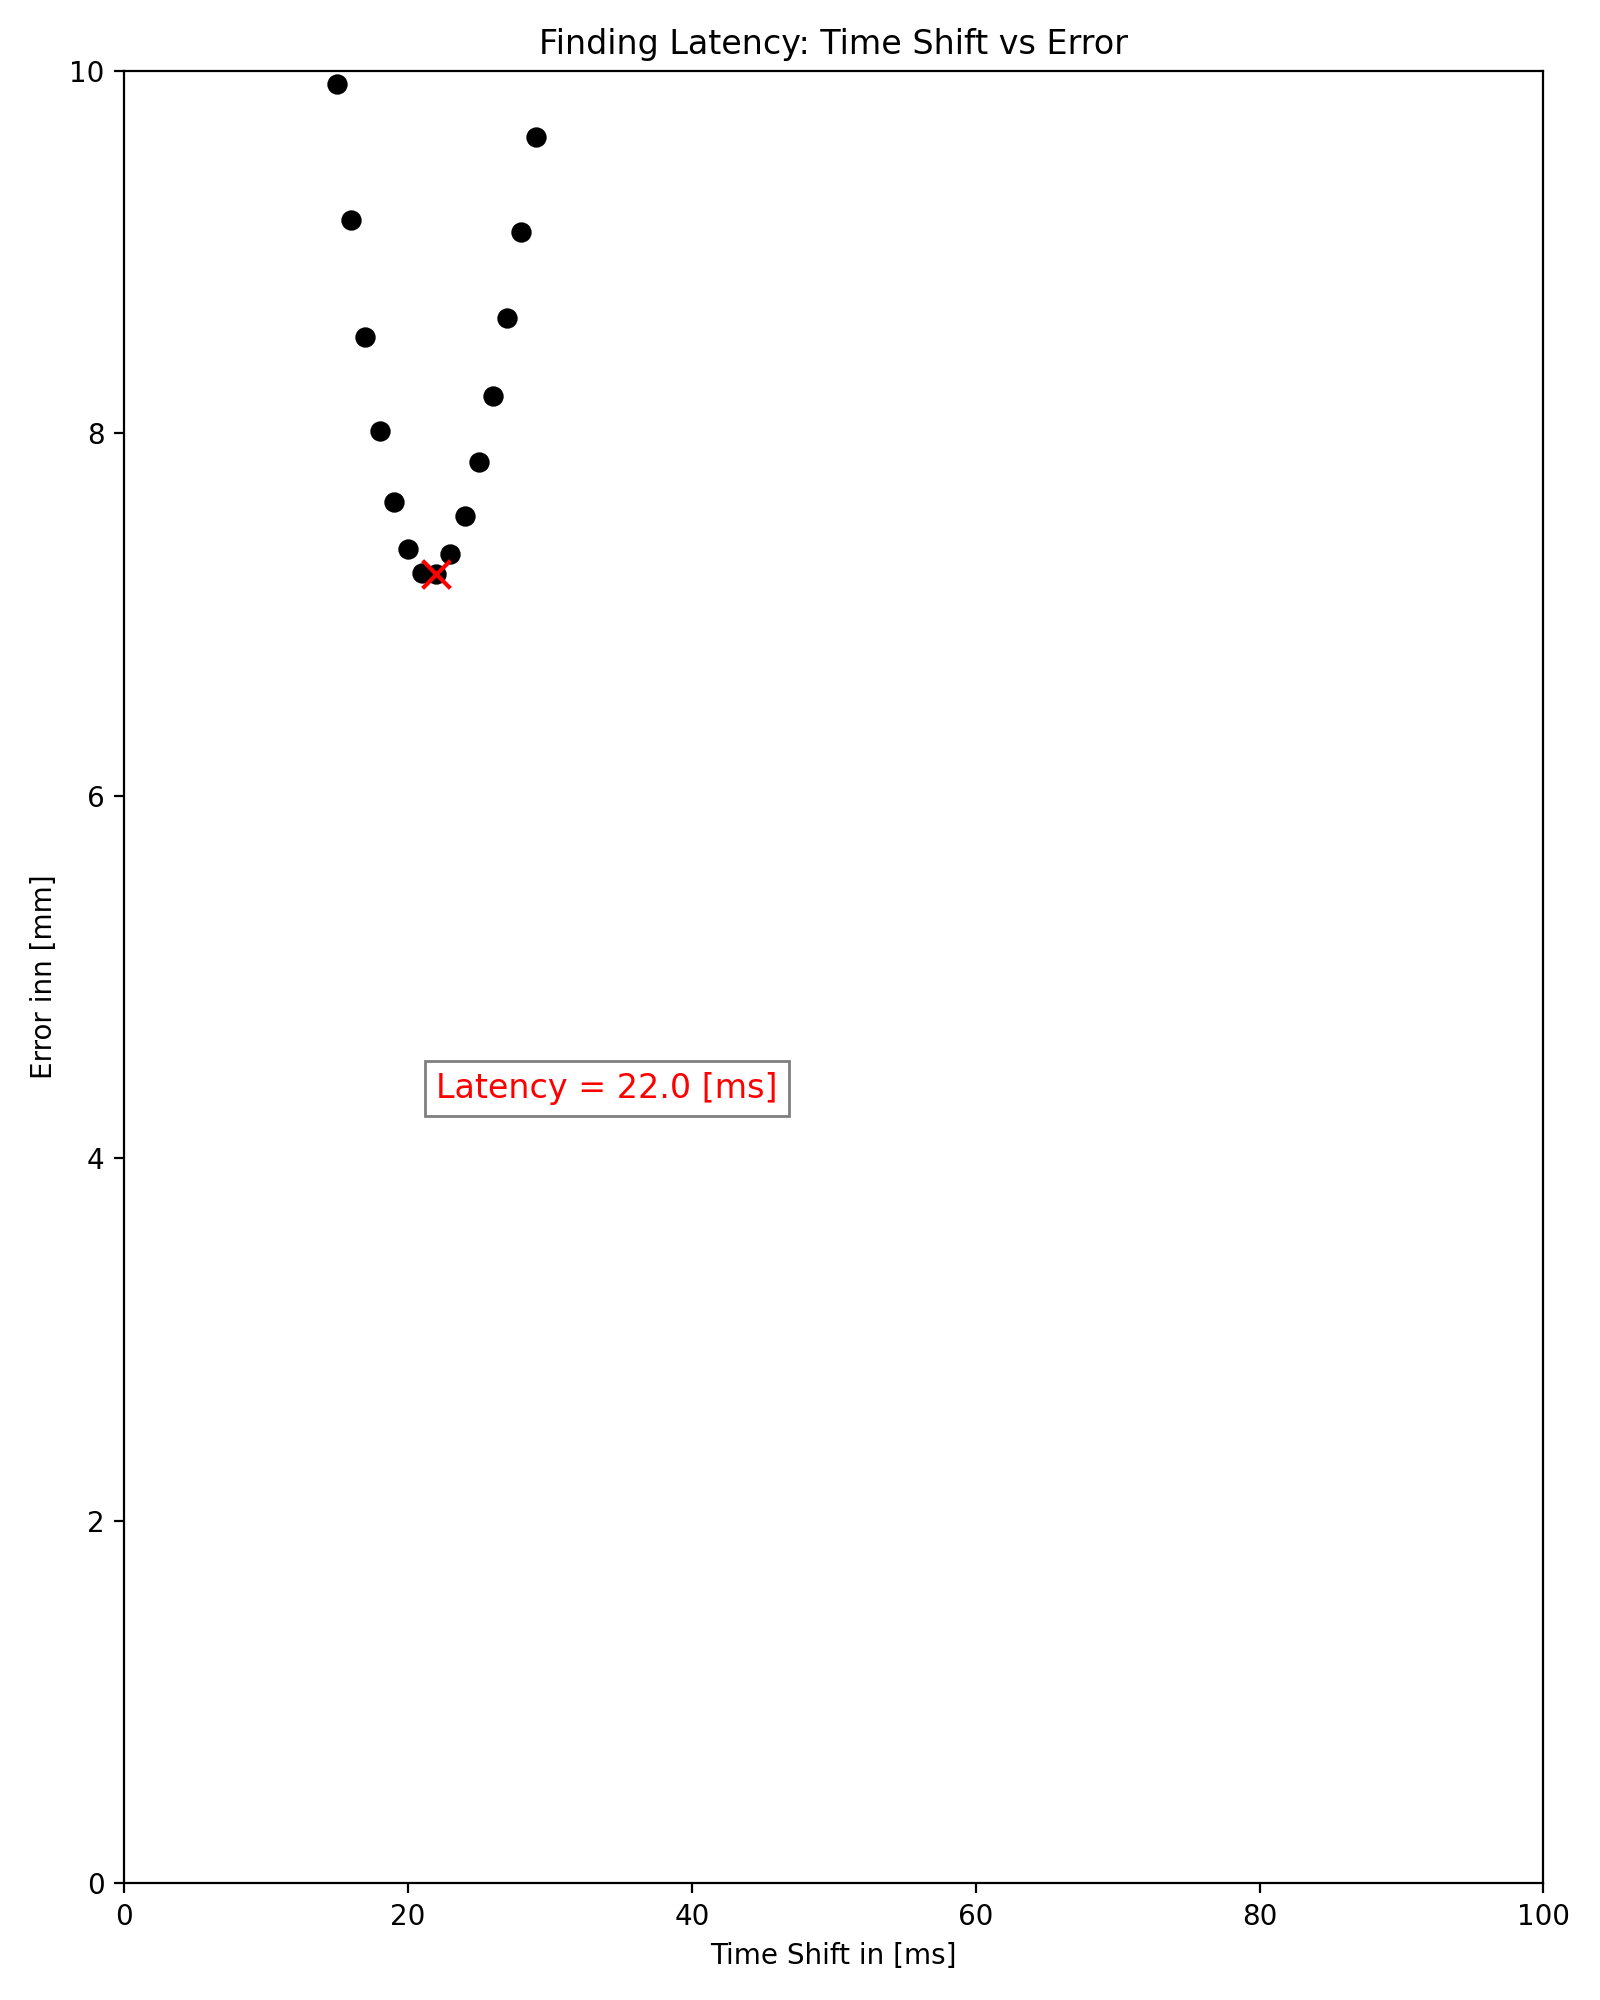 Finding Latency: Time Shift vs Error
10
8
6
4
2
0
Error inn [mm]
Latency = 22.0 [ms]
0 20 40 60 80 100
Time Shift in [ms]